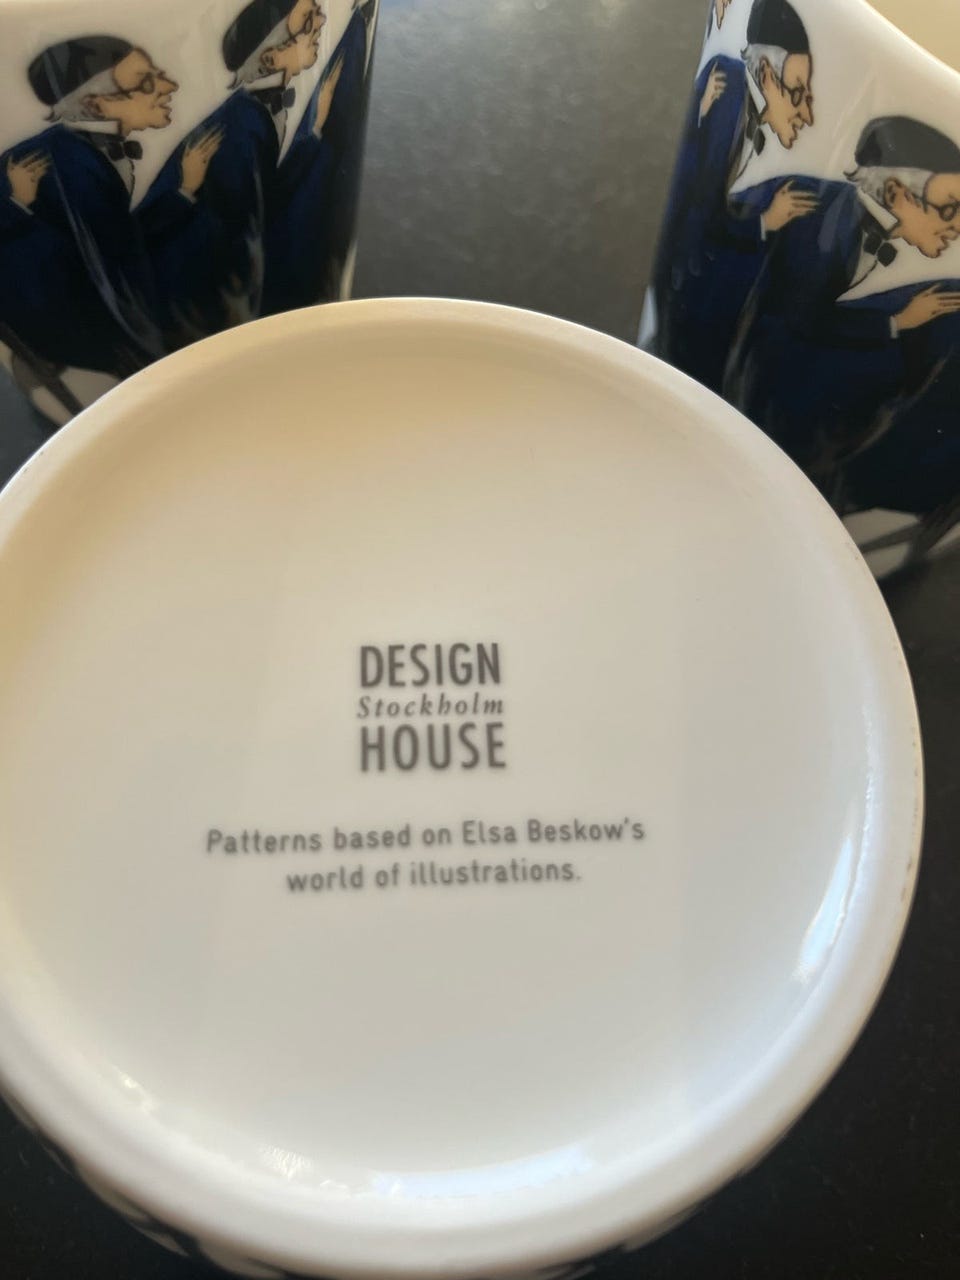 DESIGN
Stockholm
HOUSE
Patterns based on Elsa Beskow's
world of illustrations.